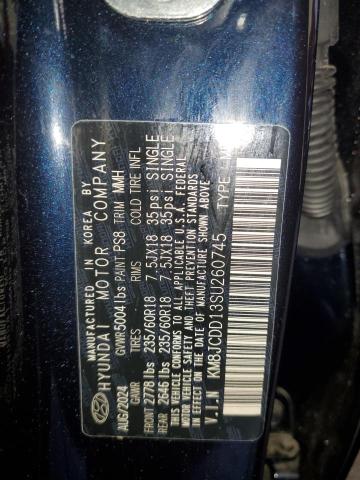 MANUFACTURED IN KOREA BY
HYUNDAI MOTOR COMPANY
AUG/2024 GVWR 5004 lbs PAINT PS8 TRIM MMH
GAWR TIRES RIMS COLD TIRE INFL
FRONT 2778 lbs 235/60R18 7.5JX18 35psi SINGLE
REAR 2646 lbs 235/60R18 7.5JX18 35psi SINGLE
THIS VEHICLE CONFORMS TO ALL APPLICABLE U.S.A. FEDERAL
MOTOR VEHICLE SAFETY STANDARDS IN EFFECT ON THE
DATE OF MANUFACTURE SHOWN ABOVE.
V.I.N KM8JCDD13SU260745 TYPE